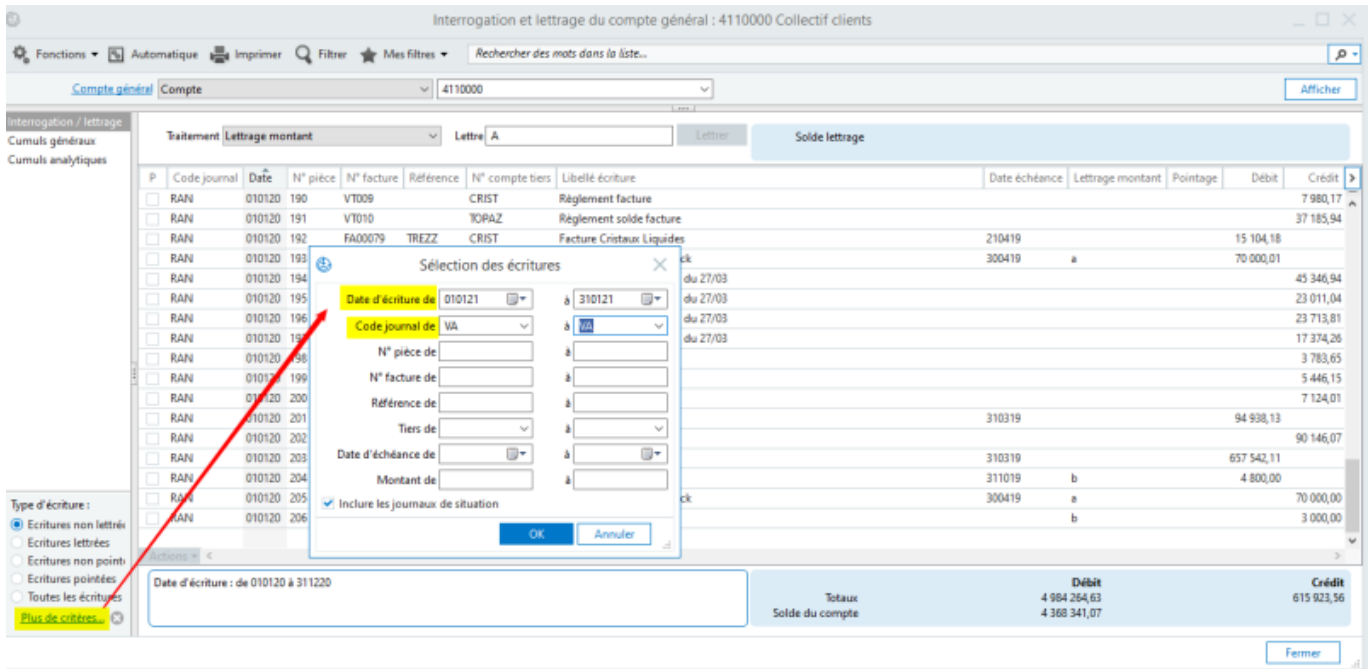 Interrogation et lettrage du compte général : 4110000 Collectif clients
Fonctions Automatique Imprimer Filtrer Mes filtres Rechercher des mots dans la liste...
Compte général Compte 4110000 Afficher
Interrogation / lettrage
Cumuls généraux
Cumuls analytiques
Traitement Lettrage montant Lettre A Lettrer Solde lettrage
P Code journal Date N° pièce N° facture Référence N° compte tiers Libellé écriture Date échéance Lettrage montant Pointage Débit Crédit
RAN 010120 190 VT009 CRIST Règlement facture 7 980,17
RAN 010120 191 VT010 TOPAZ Règlement solde facture 37 185,94
RAN 010120 192 FA00079 TREZZ CRIST Facture Cristaux Liquides 210419 15 104,18
RAN 010120 193 ck 300419 a 70 000,01
RAN 010120 194 du 27/03 45 346,94
RAN 010120 195 du 27/03 23 011,04
RAN 010120 196 du 27/03 23 713,81
RAN 010120 197 du 27/03 17 374,26
RAN 010120 198 3 783,65
RAN 010120 199 5 446,15
RAN 010120 200 7 124,01
RAN 010120 201 310319 94 938,13
RAN 010120 202 90 146,07
RAN 010120 203 310319 657 542,11
RAN 010120 204 311019 b 4 800,00
RAN 010120 205 ck 300419 a 70 000,00
RAN 010120 206 b 3 000,00
Sélection des écritures
Date d'écriture de 010121 à 310121
Code journal de VA à VA
N° pièce de à
N° facture de à
Référence de à
Tiers de à
Date d'échéance de à
Montant de à
Inclure les journaux de situation
OK Annuler
Type d'écriture :
Ecritures non lettrée
Ecritures lettrées
Ecritures non pointé
Ecritures pointées
Toutes les écritures
Plus de critères...
Actions
Date d'écriture : de 010120 à 311220
Débit Crédit
Totaux 4 984 264,63 615 923,56
Solde du compte 4 368 341,07
Fermer